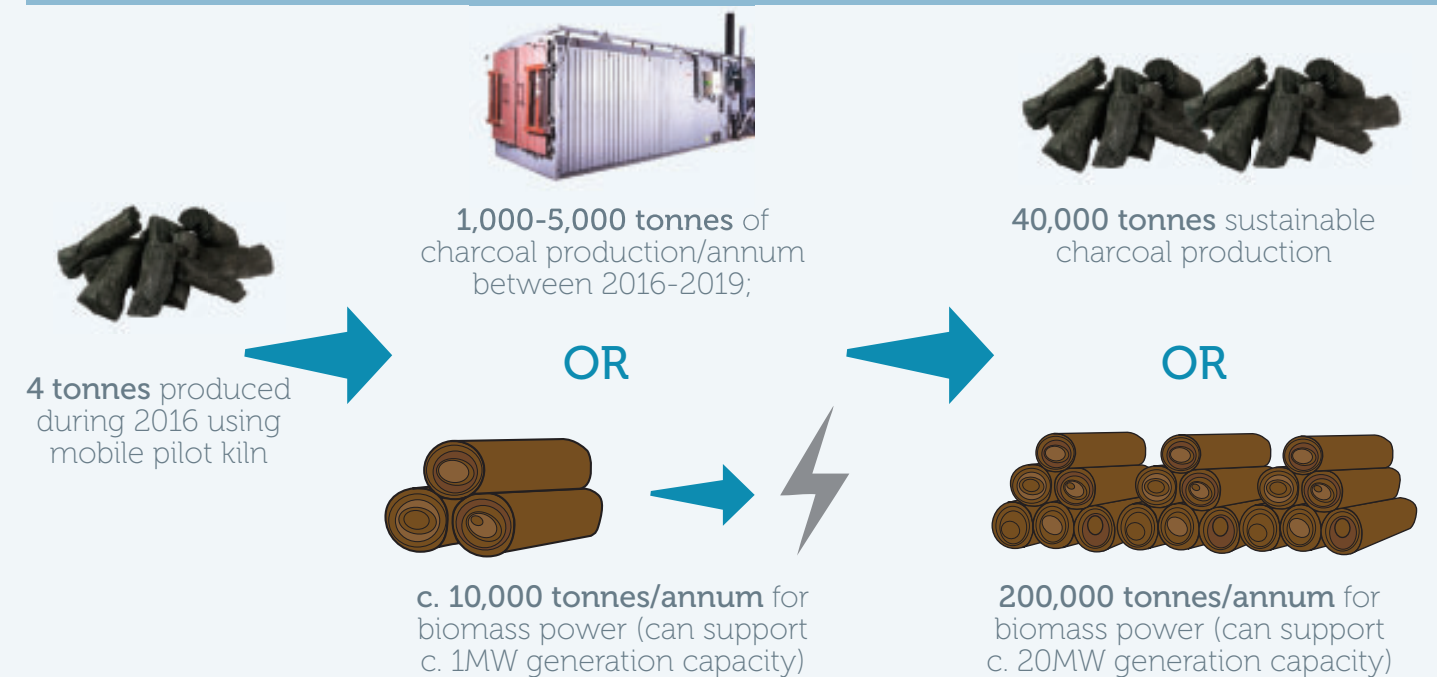 4 tonnes produced
during 2016 using
mobile pilot kiln
1,000-5,000 tonnes of
charcoal production/annum
between 2016-2019;
OR
c. 10,000 tonnes/annum for
biomass power (can support
c. 1MW generation capacity)
40,000 tonnes sustainable
charcoal production
OR
200,000 tonnes/annum for
biomass power (can support
c. 20MW generation capacity)